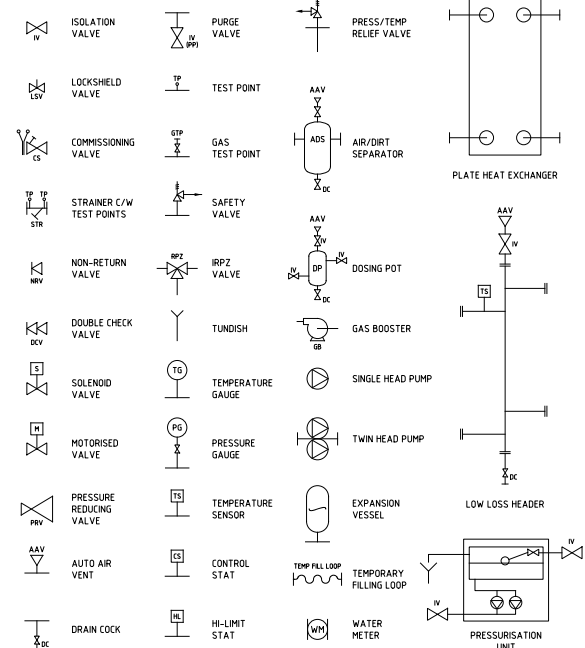 IV
ISOLATION
VALVE
LSV
LOCKSHIELD
VALVE
CS
COMMISSIONING
VALVE
TP TP
STR
STRAINER C/W
TEST POINTS
NRV
NON-RETURN
VALVE
DCV
DOUBLE CHECK
VALVE
S
SOLENOID
VALVE
M
MOTORISED
VALVE
PRV
PRESSURE
REDUCING
VALVE
AAV
AUTO AIR
VENT
DC
DRAIN COCK
IV
(PP)
PURGE
VALVE
TP
TEST POINT
GTP
GAS
TEST POINT
SAFETY
VALVE
RPZ
IRPZ
VALVE
TUNDISH
TG
TEMPERATURE
GAUGE
PG
PRESSURE
GAUGE
TS
TEMPERATURE
SENSOR
CS
CONTROL
STAT
HL
HI-LIMIT
STAT
PRESS/TEMP
RELIEF VALVE
AAV
ADS
DC
AIR/DIRT
SEPARATOR
AAV
IV
IV
IV
DP
DC
DOSING POT
GB
GAS BOOSTER
SINGLE HEAD PUMP
TWIN HEAD PUMP
EXPANSION
VESSEL
TEMP FILL LOOP
TEMPORARY
FILLING LOOP
WM
WATER
METER
PLATE HEAT EXCHANGER
AAV
IV
TS
DC
LOW LOSS HEADER
IV
IV
PRESSURISATION
UNIT